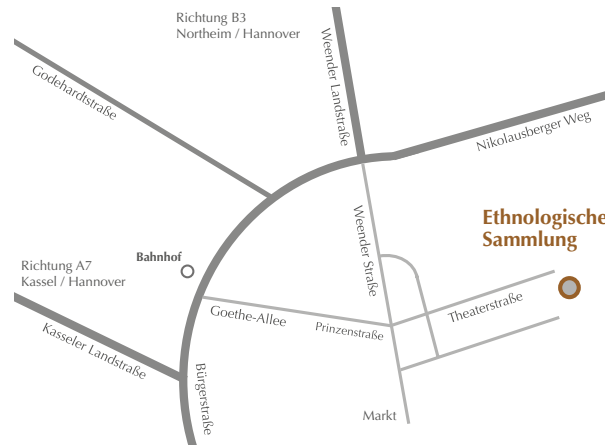 Richtung B3
Northeim / Hannover
Godehardtstraße
Weender Landstraße
Nikolausberger Weg
Ethnologische
Sammlung
Weender Straße
Bahnhof
Richtung A7
Kassel / Hannover
Goethe-Allee
Prinzenstraße
Theaterstraße
Kasseler Landstraße
Bürgerstraße
Markt